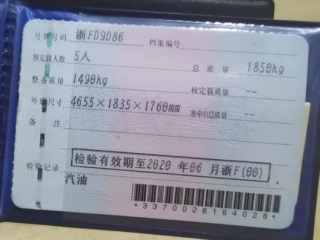 号牌号码 浙FD9D86 档案编号
核定载人数 5人 总质量 1850kg
整备质量 1490kg 核定载质量 --
外廓尺寸 4655×1835×1760mm 准牵引总质量 --
备注
检验记录 检验有效期至2020年06月浙F(00)
汽油
*3370026164028*